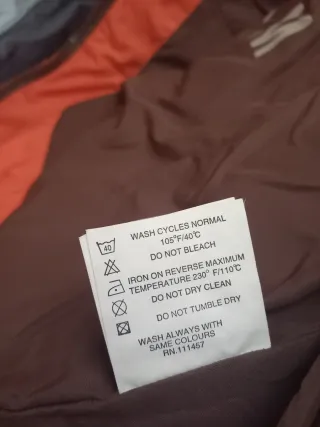 WASH CYCLES NORMAL
105°F/40°C
40
DO NOT BLEACH
IRON ON REVERSE MAXIMUM
TEMPERATURE 230° F/110°C
DO NOT DRY CLEAN
DO NOT TUMBLE DRY
WASH ALWAYS WITH
SAME COLOURS
RN.111457